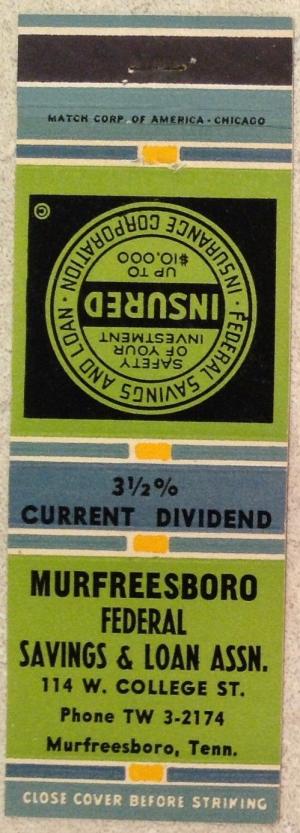 MATCH CORP. OF AMERICA - CHICAGO
©
FEDERAL SAVINGS AND LOAN · INSURANCE CORPORATION ·
SAFETY
OF YOUR
INVESTMENT
INSURED
UP TO
$10,000
3 1/2 %
CURRENT DIVIDEND
MURFREESBORO
FEDERAL
SAVINGS & LOAN ASSN.
114 W. COLLEGE ST.
Phone TW 3-2174
Murfreesboro, Tenn.
CLOSE COVER BEFORE STRIKING